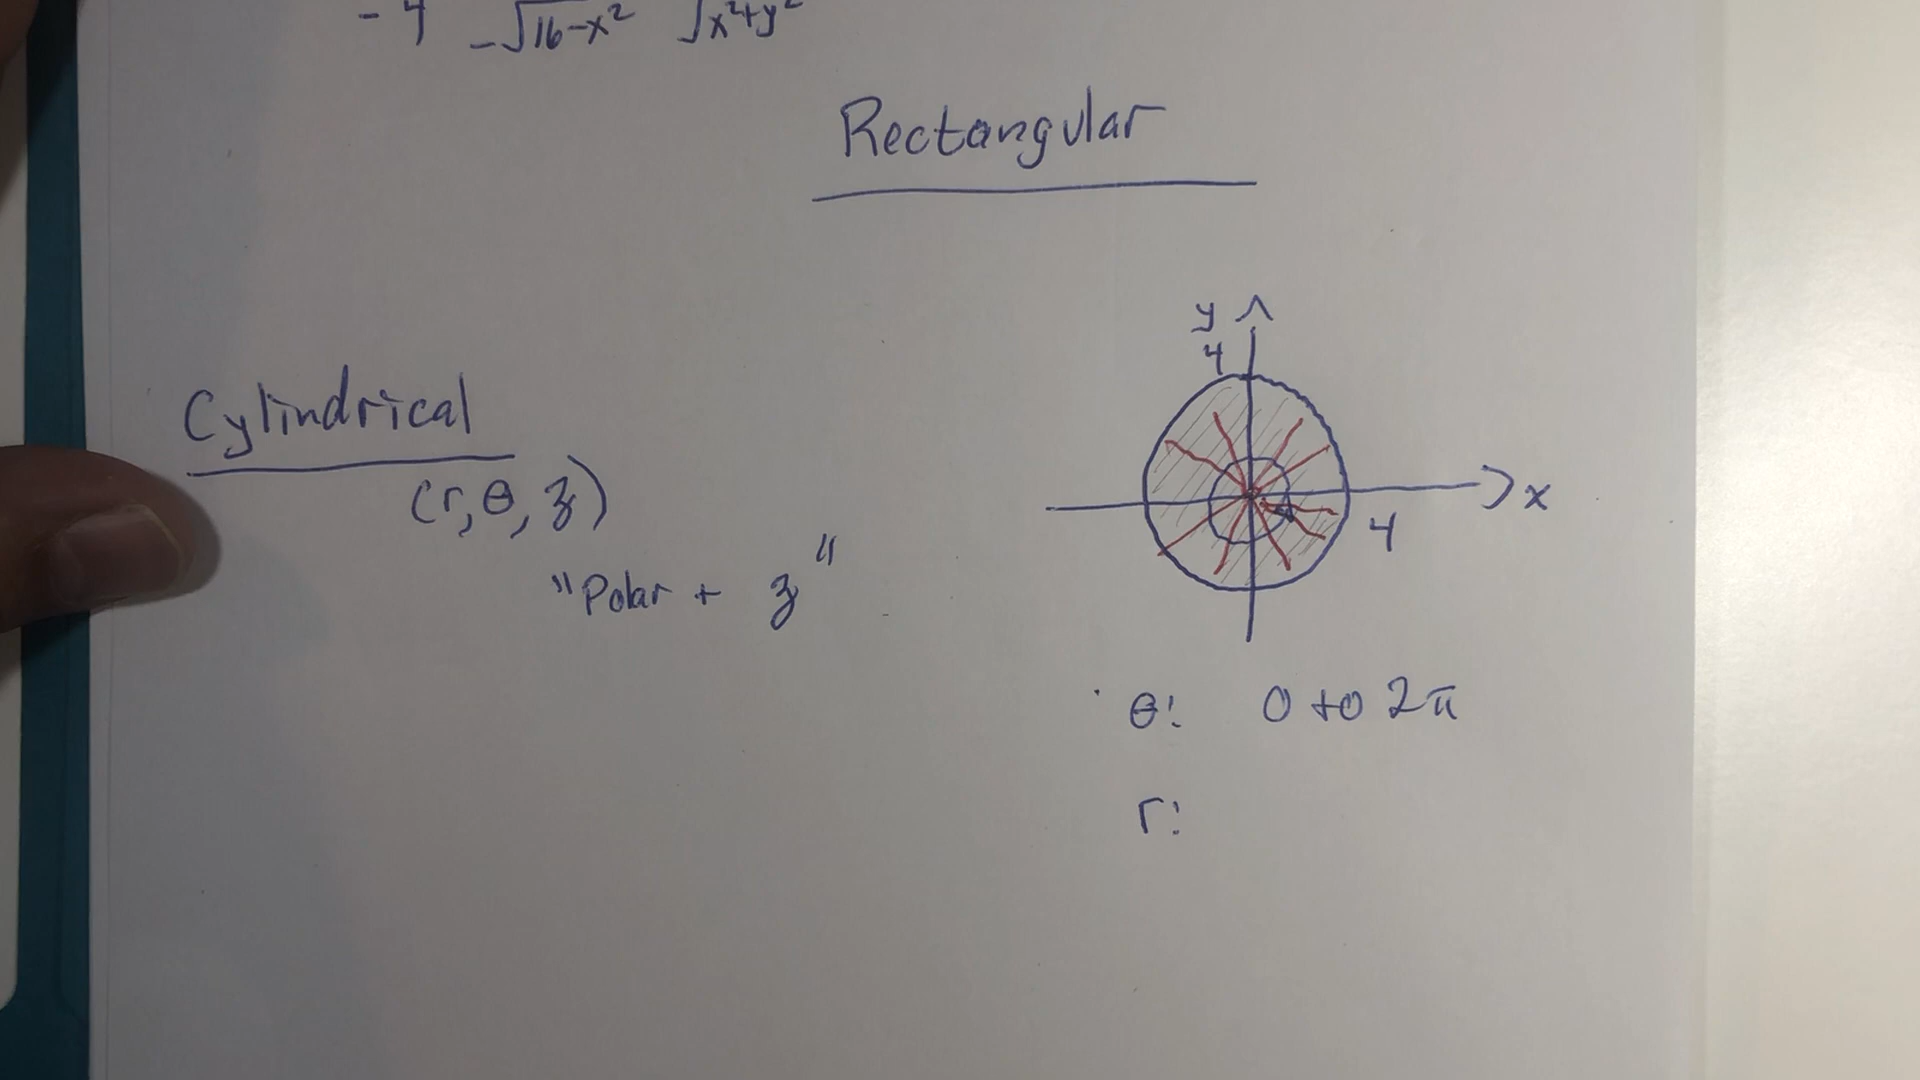 -4 -√16-x² √x²+y²
Rectangular
y
4
Cylindrical
(r, θ, z)
x
4
"Polar + z"
θ: 0 to 2π
r: